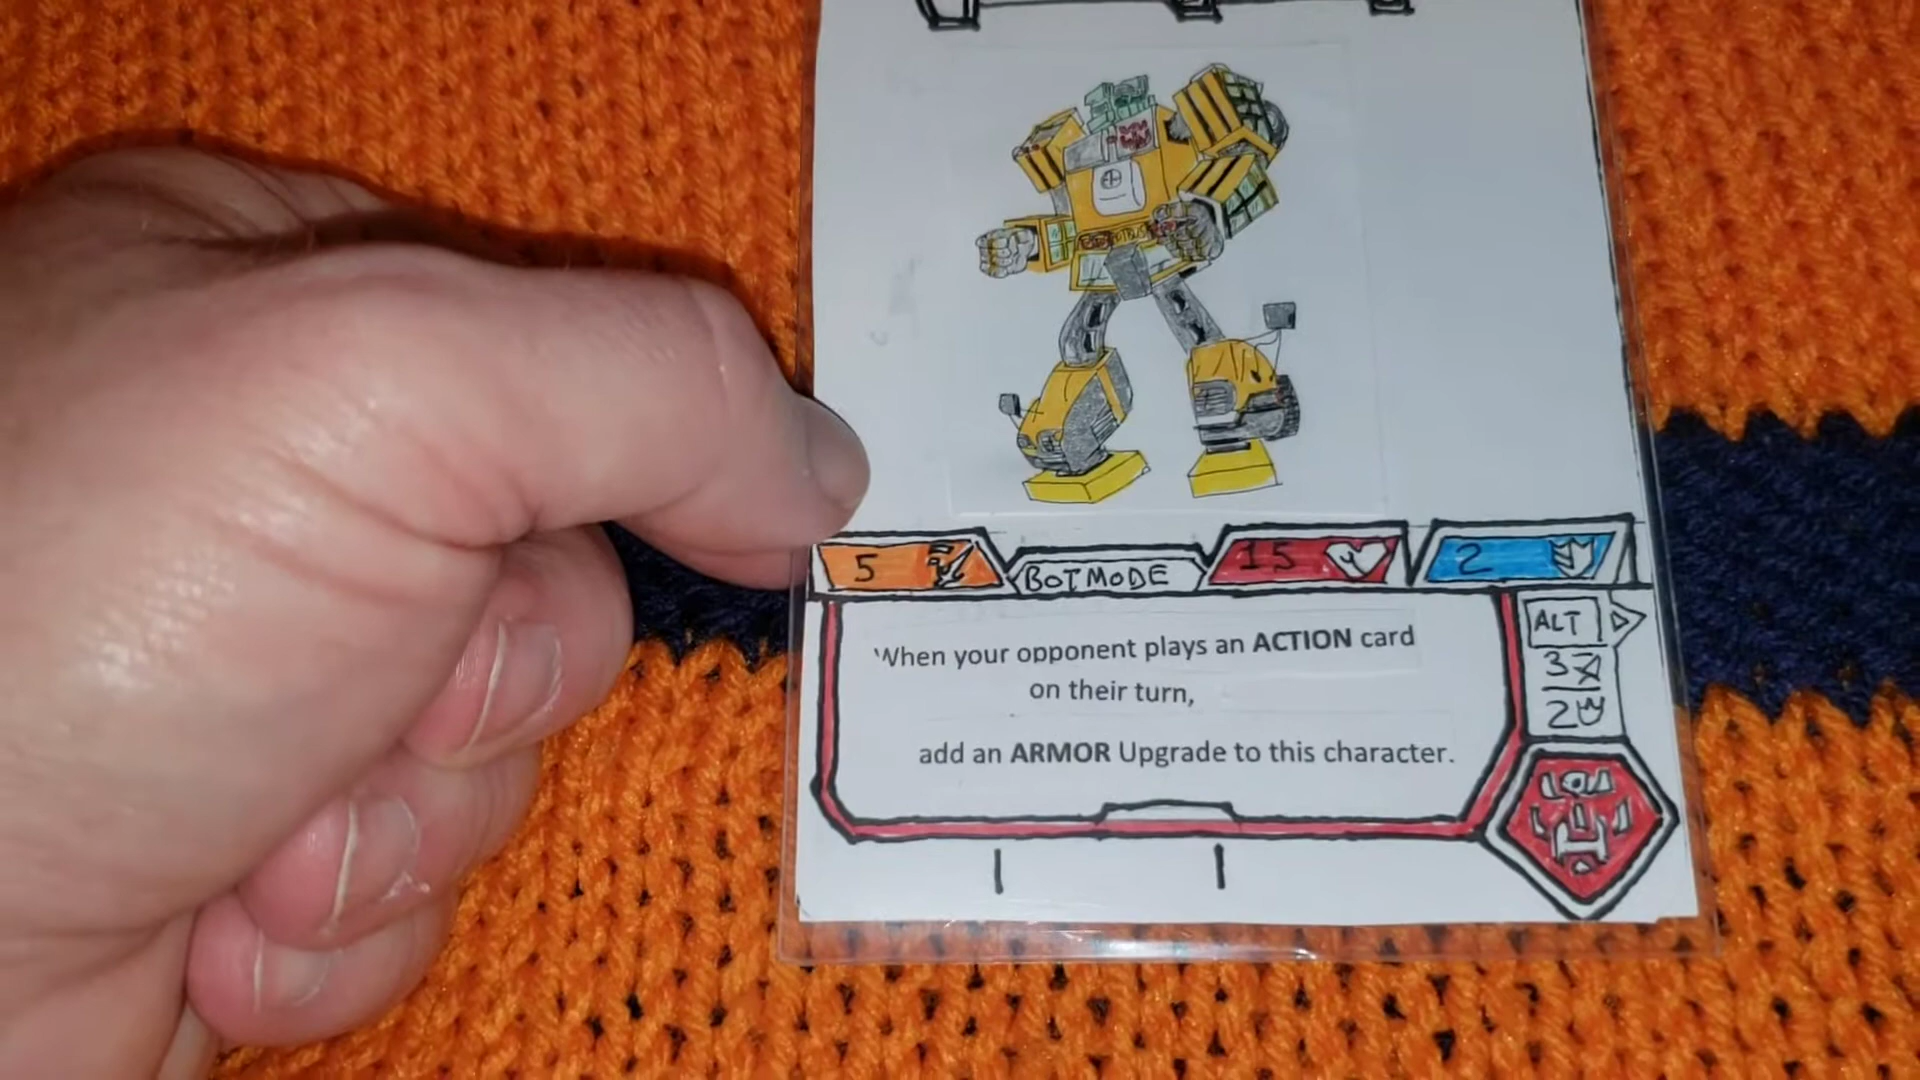 5
BOT MODE
15
2
When your opponent plays an ACTION card
on their turn,
add an ARMOR Upgrade to this character.
ALT
3
2